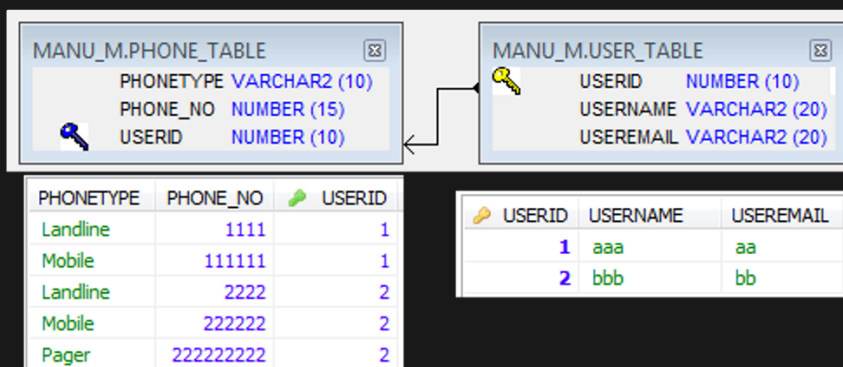 MANU_M.PHONE_TABLE
PHONETYPE VARCHAR2 (10)
PHONE_NO NUMBER (15)
USERID NUMBER (10)
MANU_M.USER_TABLE
USERID NUMBER (10)
USERNAME VARCHAR2 (20)
USEREMAIL VARCHAR2 (20)
PHONETYPE PHONE_NO USERID
Landline 1111 1
Mobile 111111 1
Landline 2222 2
Mobile 222222 2
Pager 222222222 2
USERID USERNAME USEREMAIL
1 aaa aa
2 bbb bb